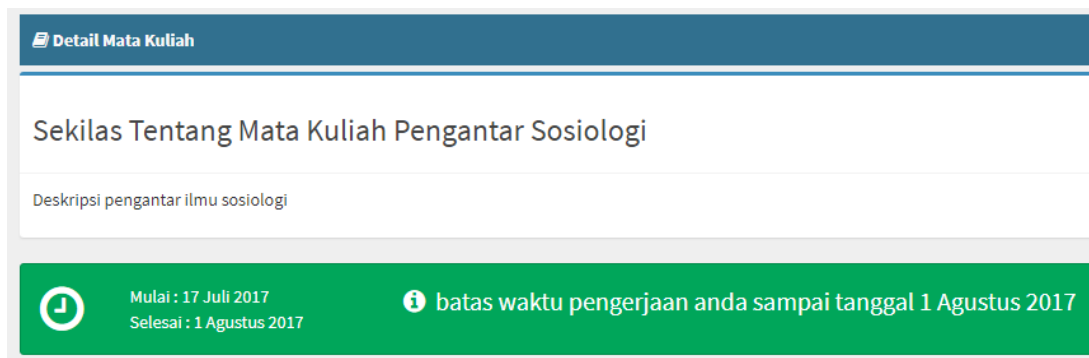 Detail Mata Kuliah
Sekilas Tentang Mata Kuliah Pengantar Sosiologi
Deskripsi pengantar ilmu sosiologi
Mulai : 17 Juli 2017
Selesai : 1 Agustus 2017
batas waktu pengerjaan anda sampai tanggal 1 Agustus 2017